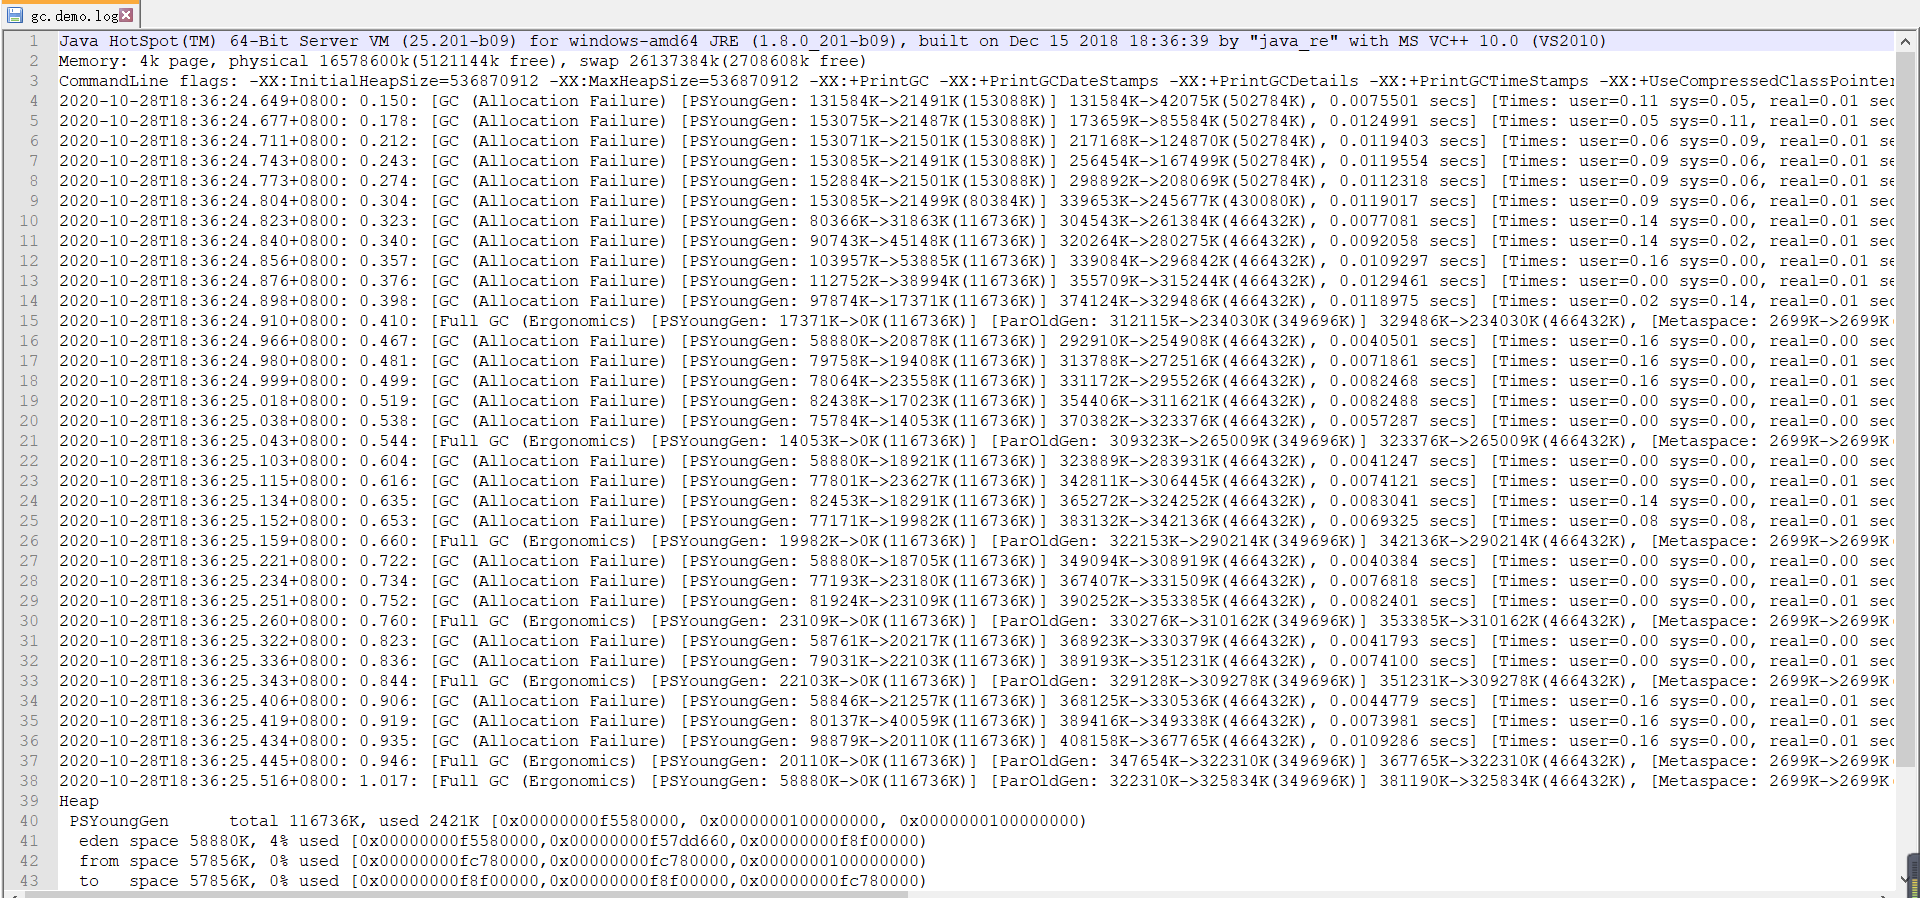 gc.demo.log
1 Java HotSpot(TM) 64-Bit Server VM (25.201-b09) for windows-amd64 JRE (1.8.0_201-b09), built on Dec 15 2018 18:36:39 by "java_re" with MS VC++ 10.0 (VS2010)
2 Memory: 4k page, physical 16578600k(5121144k free), swap 26137384k(2708608k free)
3 CommandLine flags: -XX:InitialHeapSize=536870912 -XX:MaxHeapSize=536870912 -XX:+PrintGC -XX:+PrintGCDateStamps -XX:+PrintGCDetails -XX:+PrintGCTimeStamps -XX:+UseCompressedClassPointer
4 2020-10-28T18:36:24.649+0800: 0.150: [GC (Allocation Failure) [PSYoungGen: 131584K->21491K(153088K)] 131584K->42075K(502784K), 0.0075501 secs] [Times: user=0.11 sys=0.05, real=0.01 sec
5 2020-10-28T18:36:24.677+0800: 0.178: [GC (Allocation Failure) [PSYoungGen: 153075K->21487K(153088K)] 173659K->85584K(502784K), 0.0124991 secs] [Times: user=0.05 sys=0.11, real=0.01 sec
6 2020-10-28T18:36:24.711+0800: 0.212: [GC (Allocation Failure) [PSYoungGen: 153071K->21501K(153088K)] 217168K->124870K(502784K), 0.0119403 secs] [Times: user=0.06 sys=0.09, real=0.01 se
7 2020-10-28T18:36:24.743+0800: 0.243: [GC (Allocation Failure) [PSYoungGen: 153085K->21491K(153088K)] 256454K->167499K(502784K), 0.0119554 secs] [Times: user=0.09 sys=0.06, real=0.01 se
8 2020-10-28T18:36:24.773+0800: 0.274: [GC (Allocation Failure) [PSYoungGen: 152884K->21501K(153088K)] 298892K->208069K(502784K), 0.0112318 secs] [Times: user=0.09 sys=0.06, real=0.01 se
9 2020-10-28T18:36:24.804+0800: 0.304: [GC (Allocation Failure) [PSYoungGen: 153085K->21499K(80384K)] 339653K->245677K(430080K), 0.0119017 secs] [Times: user=0.09 sys=0.06, real=0.01 sec
10 2020-10-28T18:36:24.823+0800: 0.323: [GC (Allocation Failure) [PSYoungGen: 80366K->31863K(116736K)] 304543K->261384K(466432K), 0.0077081 secs] [Times: user=0.14 sys=0.00, real=0.01 sec
11 2020-10-28T18:36:24.840+0800: 0.340: [GC (Allocation Failure) [PSYoungGen: 90743K->45148K(116736K)] 320264K->280275K(466432K), 0.0092058 secs] [Times: user=0.14 sys=0.02, real=0.01 sec
12 2020-10-28T18:36:24.856+0800: 0.357: [GC (Allocation Failure) [PSYoungGen: 103957K->53885K(116736K)] 339084K->296842K(466432K), 0.0109297 secs] [Times: user=0.16 sys=0.00, real=0.01 se
13 2020-10-28T18:36:24.876+0800: 0.376: [GC (Allocation Failure) [PSYoungGen: 112752K->38994K(116736K)] 355709K->315244K(466432K), 0.0129461 secs] [Times: user=0.00 sys=0.00, real=0.01 se
14 2020-10-28T18:36:24.898+0800: 0.398: [GC (Allocation Failure) [PSYoungGen: 97874K->17371K(116736K)] 374124K->329486K(466432K), 0.0118975 secs] [Times: user=0.02 sys=0.14, real=0.01 sec
15 2020-10-28T18:36:24.910+0800: 0.410: [Full GC (Ergonomics) [PSYoungGen: 17371K->0K(116736K)] [ParOldGen: 312115K->234030K(349696K)] 329486K->234030K(466432K), [Metaspace: 2699K->2699K(
16 2020-10-28T18:36:24.966+0800: 0.467: [GC (Allocation Failure) [PSYoungGen: 58880K->20878K(116736K)] 292910K->254908K(466432K), 0.0040501 secs] [Times: user=0.16 sys=0.00, real=0.00 sec
17 2020-10-28T18:36:24.980+0800: 0.481: [GC (Allocation Failure) [PSYoungGen: 79758K->19408K(116736K)] 313788K->272516K(466432K), 0.0071861 secs] [Times: user=0.16 sys=0.00, real=0.01 sec
18 2020-10-28T18:36:24.999+0800: 0.499: [GC (Allocation Failure) [PSYoungGen: 78064K->23558K(116736K)] 331172K->295526K(466432K), 0.0082468 secs] [Times: user=0.16 sys=0.00, real=0.01 sec
19 2020-10-28T18:36:25.018+0800: 0.519: [GC (Allocation Failure) [PSYoungGen: 82438K->17023K(116736K)] 354406K->311621K(466432K), 0.0082488 secs] [Times: user=0.00 sys=0.00, real=0.01 sec
20 2020-10-28T18:36:25.038+0800: 0.538: [GC (Allocation Failure) [PSYoungGen: 75784K->14053K(116736K)] 370382K->323376K(466432K), 0.0057287 secs] [Times: user=0.00 sys=0.00, real=0.01 sec
21 2020-10-28T18:36:25.043+0800: 0.544: [Full GC (Ergonomics) [PSYoungGen: 14053K->0K(116736K)] [ParOldGen: 309323K->265009K(349696K)] 323376K->265009K(466432K), [Metaspace: 2699K->2699K(
22 2020-10-28T18:36:25.103+0800: 0.604: [GC (Allocation Failure) [PSYoungGen: 58880K->18921K(116736K)] 323889K->283931K(466432K), 0.0041247 secs] [Times: user=0.00 sys=0.00, real=0.00 sec
23 2020-10-28T18:36:25.115+0800: 0.616: [GC (Allocation Failure) [PSYoungGen: 77801K->23627K(116736K)] 342811K->306445K(466432K), 0.0074121 secs] [Times: user=0.00 sys=0.00, real=0.01 sec
24 2020-10-28T18:36:25.134+0800: 0.635: [GC (Allocation Failure) [PSYoungGen: 82453K->18291K(116736K)] 365272K->324252K(466432K), 0.0083041 secs] [Times: user=0.14 sys=0.00, real=0.01 sec
25 2020-10-28T18:36:25.152+0800: 0.653: [GC (Allocation Failure) [PSYoungGen: 77171K->19982K(116736K)] 383132K->342136K(466432K), 0.0069325 secs] [Times: user=0.08 sys=0.08, real=0.01 sec
26 2020-10-28T18:36:25.159+0800: 0.660: [Full GC (Ergonomics) [PSYoungGen: 19982K->0K(116736K)] [ParOldGen: 322153K->290214K(349696K)] 342136K->290214K(466432K), [Metaspace: 2699K->2699K(
27 2020-10-28T18:36:25.221+0800: 0.722: [GC (Allocation Failure) [PSYoungGen: 58880K->18705K(116736K)] 349094K->308919K(466432K), 0.0040384 secs] [Times: user=0.00 sys=0.00, real=0.00 sec
28 2020-10-28T18:36:25.234+0800: 0.734: [GC (Allocation Failure) [PSYoungGen: 77193K->23180K(116736K)] 367407K->331509K(466432K), 0.0076818 secs] [Times: user=0.00 sys=0.00, real=0.01 sec
29 2020-10-28T18:36:25.251+0800: 0.752: [GC (Allocation Failure) [PSYoungGen: 81924K->23109K(116736K)] 390252K->353385K(466432K), 0.0082401 secs] [Times: user=0.00 sys=0.00, real=0.01 sec
30 2020-10-28T18:36:25.260+0800: 0.760: [Full GC (Ergonomics) [PSYoungGen: 23109K->0K(116736K)] [ParOldGen: 330276K->310162K(349696K)] 353385K->310162K(466432K), [Metaspace: 2699K->2699K(
31 2020-10-28T18:36:25.322+0800: 0.823: [GC (Allocation Failure) [PSYoungGen: 58761K->20217K(116736K)] 368923K->330379K(466432K), 0.0041793 secs] [Times: user=0.00 sys=0.00, real=0.00 sec
32 2020-10-28T18:36:25.336+0800: 0.836: [GC (Allocation Failure) [PSYoungGen: 79031K->22103K(116736K)] 389193K->351231K(466432K), 0.0074100 secs] [Times: user=0.00 sys=0.00, real=0.01 sec
33 2020-10-28T18:36:25.343+0800: 0.844: [Full GC (Ergonomics) [PSYoungGen: 22103K->0K(116736K)] [ParOldGen: 329128K->309278K(349696K)] 351231K->309278K(466432K), [Metaspace: 2699K->2699K(
34 2020-10-28T18:36:25.406+0800: 0.906: [GC (Allocation Failure) [PSYoungGen: 58846K->21257K(116736K)] 368125K->330536K(466432K), 0.0044779 secs] [Times: user=0.16 sys=0.00, real=0.00 sec
35 2020-10-28T18:36:25.419+0800: 0.919: [GC (Allocation Failure) [PSYoungGen: 80137K->40059K(116736K)] 389416K->349338K(466432K), 0.0073981 secs] [Times: user=0.16 sys=0.00, real=0.01 sec
36 2020-10-28T18:36:25.434+0800: 0.935: [GC (Allocation Failure) [PSYoungGen: 98879K->20110K(116736K)] 408158K->367765K(466432K), 0.0109286 secs] [Times: user=0.16 sys=0.00, real=0.01 sec
37 2020-10-28T18:36:25.445+0800: 0.946: [Full GC (Ergonomics) [PSYoungGen: 20110K->0K(116736K)] [ParOldGen: 347654K->322310K(349696K)] 367765K->322310K(466432K), [Metaspace: 2699K->2699K(
38 2020-10-28T18:36:25.516+0800: 1.017: [Full GC (Ergonomics) [PSYoungGen: 58880K->0K(116736K)] [ParOldGen: 322310K->325834K(349696K)] 381190K->325834K(466432K), [Metaspace: 2699K->2699K(
39 Heap
40 PSYoungGen total 116736K, used 2421K [0x00000000f5580000, 0x0000000100000000, 0x0000000100000000)
41 eden space 58880K, 4% used [0x00000000f5580000,0x00000000f57dd660,0x00000000f8f00000)
42 from space 57856K, 0% used [0x00000000fc780000,0x00000000fc780000,0x0000000100000000)
43 to space 57856K, 0% used [0x00000000f8f00000,0x00000000f8f00000,0x00000000fc780000)